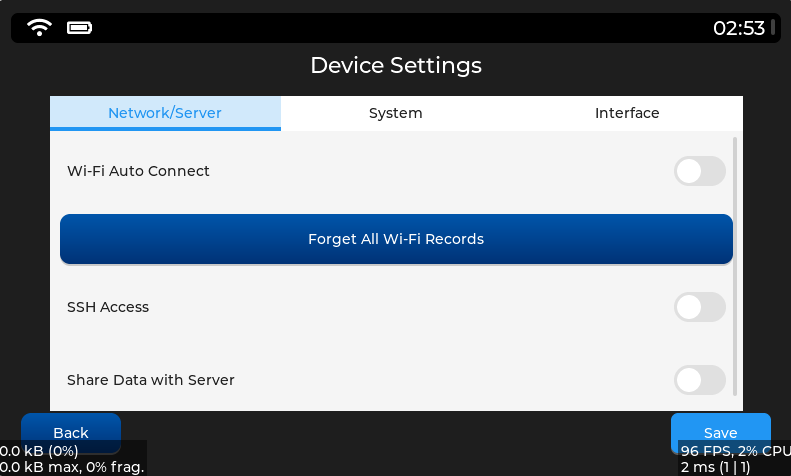 02:53
Device Settings
Network/Server
System
Interface
Wi-Fi Auto Connect
Forget All Wi-Fi Records
SSH Access
Share Data with Server
Back
Save
0.0 kB (0%)
0.0 kB max, 0% frag.
96 FPS, 2% CPU
2 ms (1 | 1)